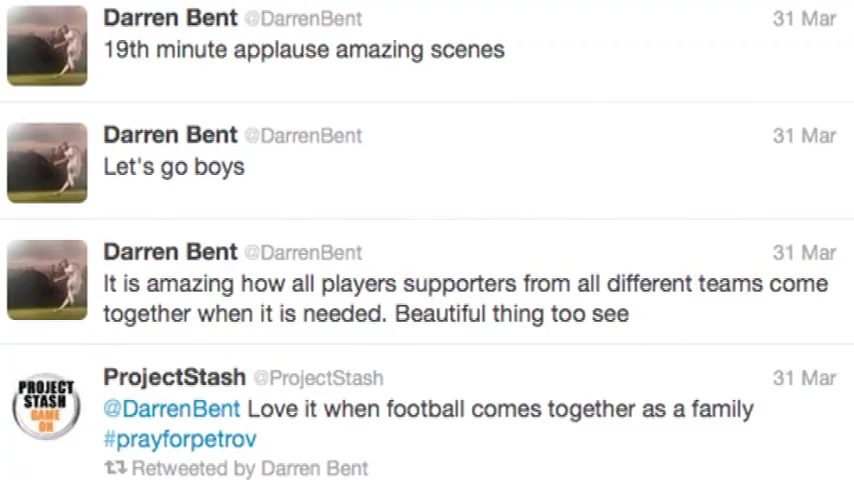 Darren Bent @DarrenBent 31 Mar
19th minute applause amazing scenes
Darren Bent @DarrenBent 31 Mar
Let's go boys
Darren Bent @DarrenBent 31 Mar
It is amazing how all players supporters from all different teams come
together when it is needed. Beautiful thing too see
PROJECT
STASH
GAME
ON
ProjectStash @ProjectStash 31 Mar
@DarrenBent Love it when football comes together as a family
#prayforpetrov
Retweeted by Darren Bent